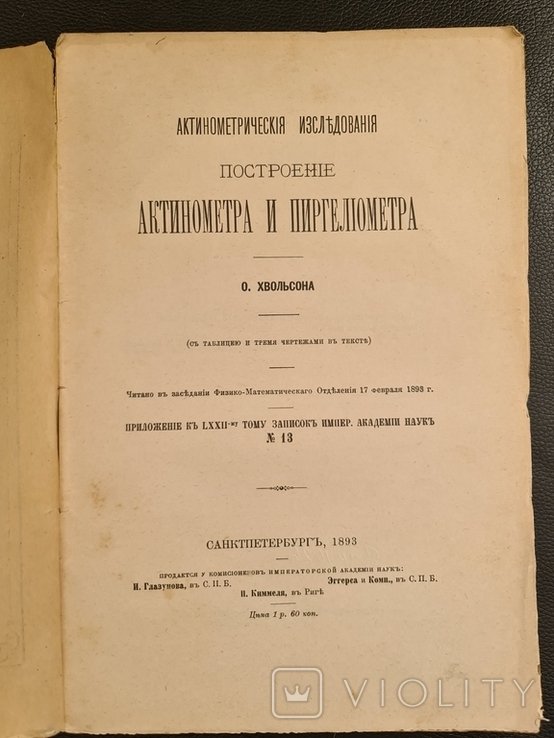 АКТИНОМЕТРИЧЕСКІЯ ИЗСЛѢДОВАНІЯ
ПОСТРОЕНІЕ
АКТИНОМЕТРА И ПИРГЕЛІОМЕТРА
О. ХВОЛЬСОНА
(СЪ ТАБЛИЦЕЮ И ТРЕМЯ ЧЕРТЕЖАМИ ВЪ ТЕКСТѢ)
Читано въ засѣданіи Физико-Математическаго Отдѣленія 17 февраля 1893 г.
ПРИЛОЖЕНІЕ КЪ LXXII-му ТОМУ ЗАПИСОКЪ ИМПЕР. АКАДЕМІИ НАУКЪ
№ 13
САНКТПЕТЕРБУРГЪ, 1893
ПРОДАЕТСЯ У КОМИСІОНЕРОВЪ ИМПЕРАТОРСКОЙ АКАДЕМІИ НАУКЪ:
И. Глазунова, въ С. П. Б.
Эггерса и Комп., въ С. П. Б.
Н. Киммеля, въ Ригѣ
Цѣна 1 р. 60 коп.
VIOLITY